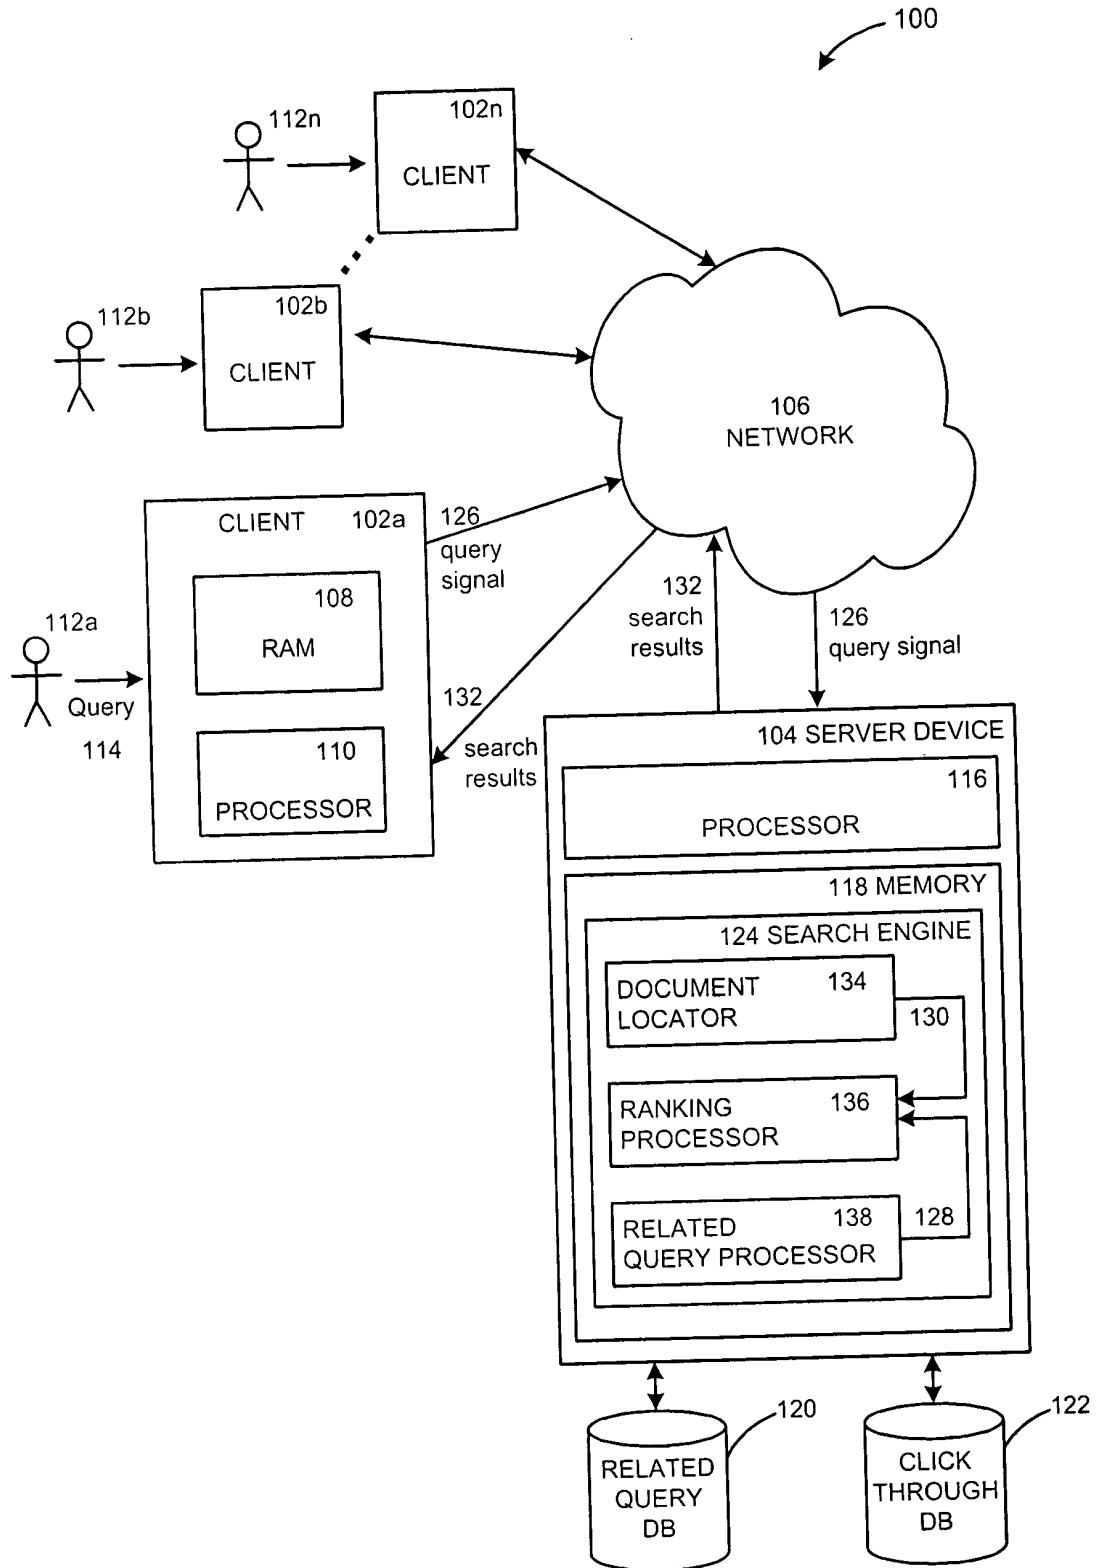 100
112n
102n
CLIENT
112b
102b
CLIENT
106
NETWORK
CLIENT 102a
126
query
signal
108
RAM
112a
Query
114
110
PROCESSOR
132
search
results
132
search
results
126
query signal
104 SERVER DEVICE
116
PROCESSOR
118 MEMORY
124 SEARCH ENGINE
DOCUMENT 134
LOCATOR
130
RANKING 136
PROCESSOR
RELATED 138
QUERY PROCESSOR
128
120
RELATED
QUERY
DB
122
CLICK
THROUGH
DB